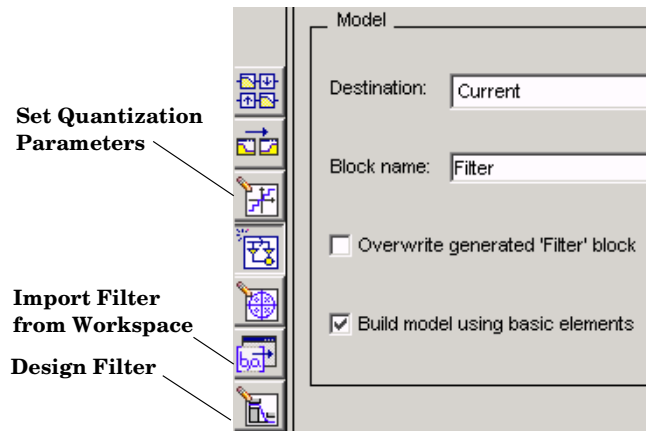 Model
Destination: Current
Set Quantization
Parameters
Block name: Filter
Overwrite generated 'Filter' block
Import Filter
from Workspace
Build model using basic elements
[b,a]
Design Filter